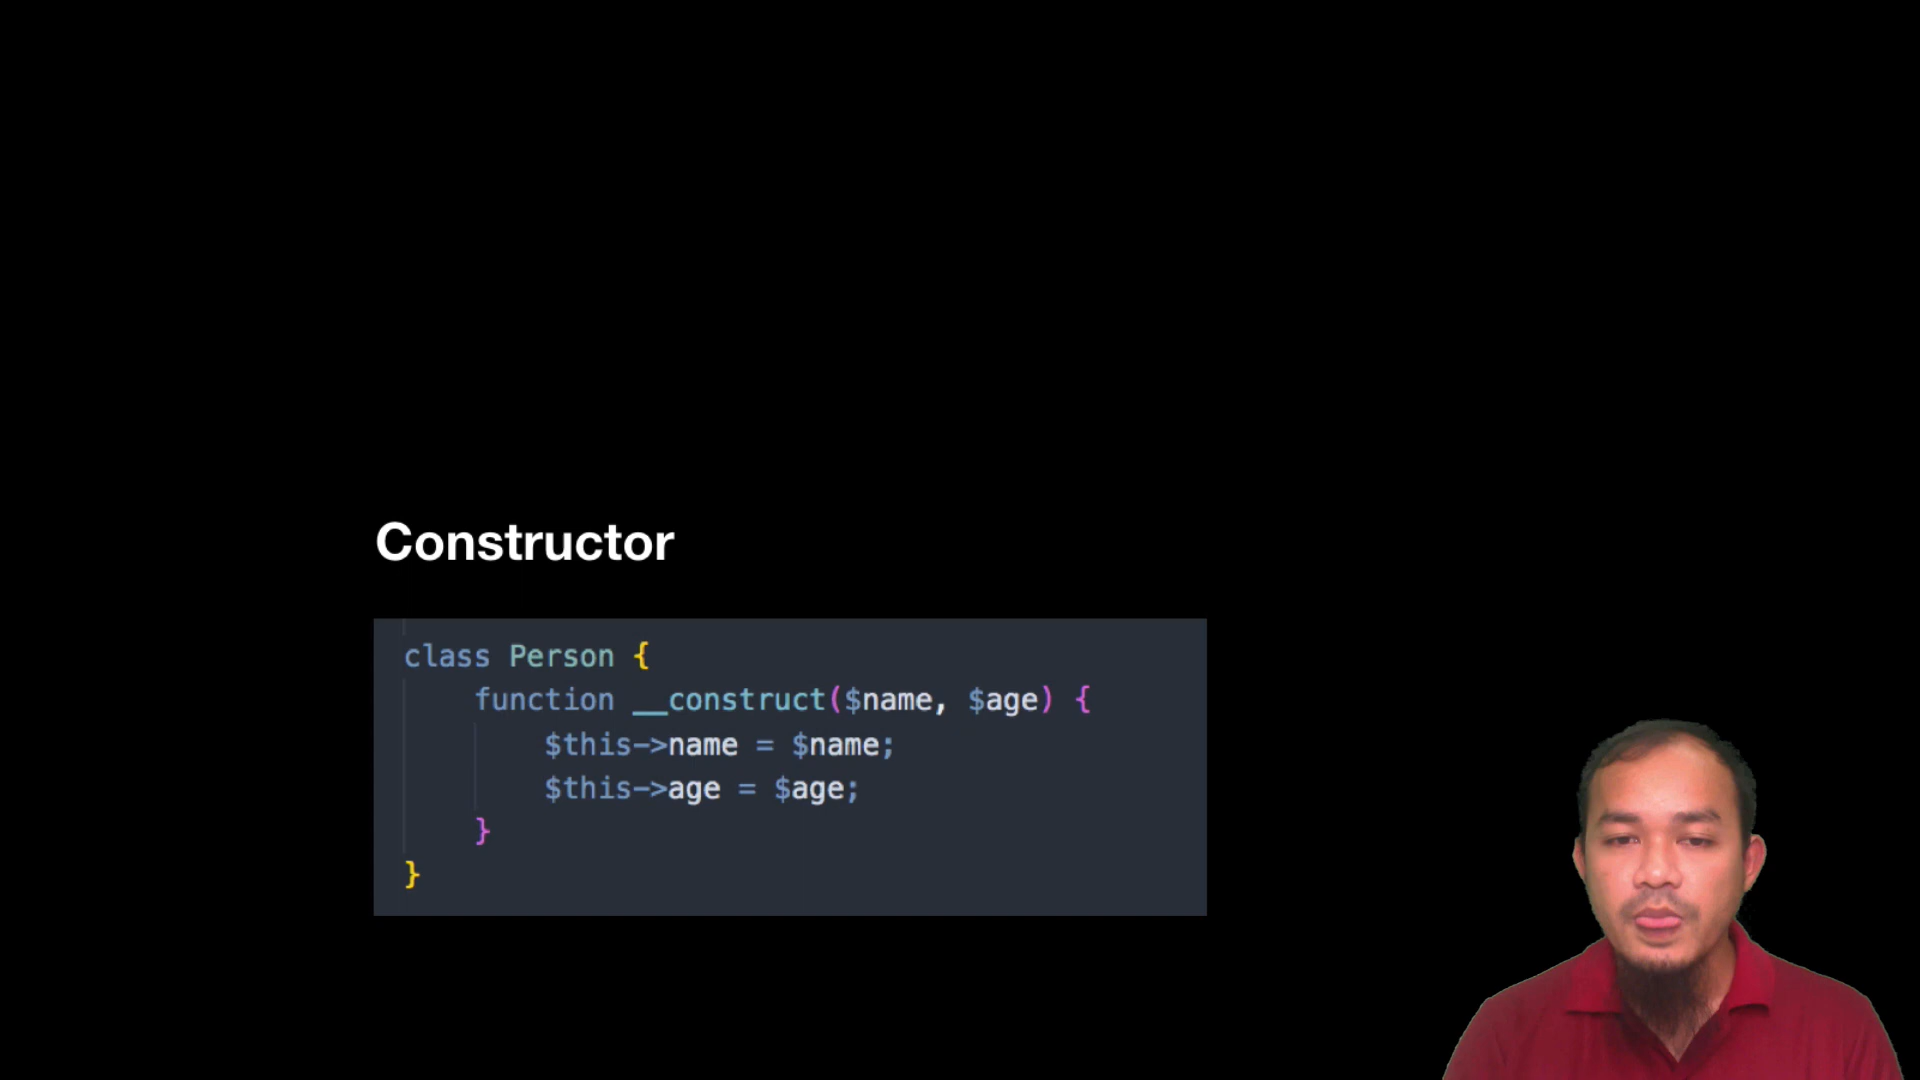 Constructor
class Person {
function __construct($name, $age) {
$this->name = $name;
$this->age = $age;
}
}